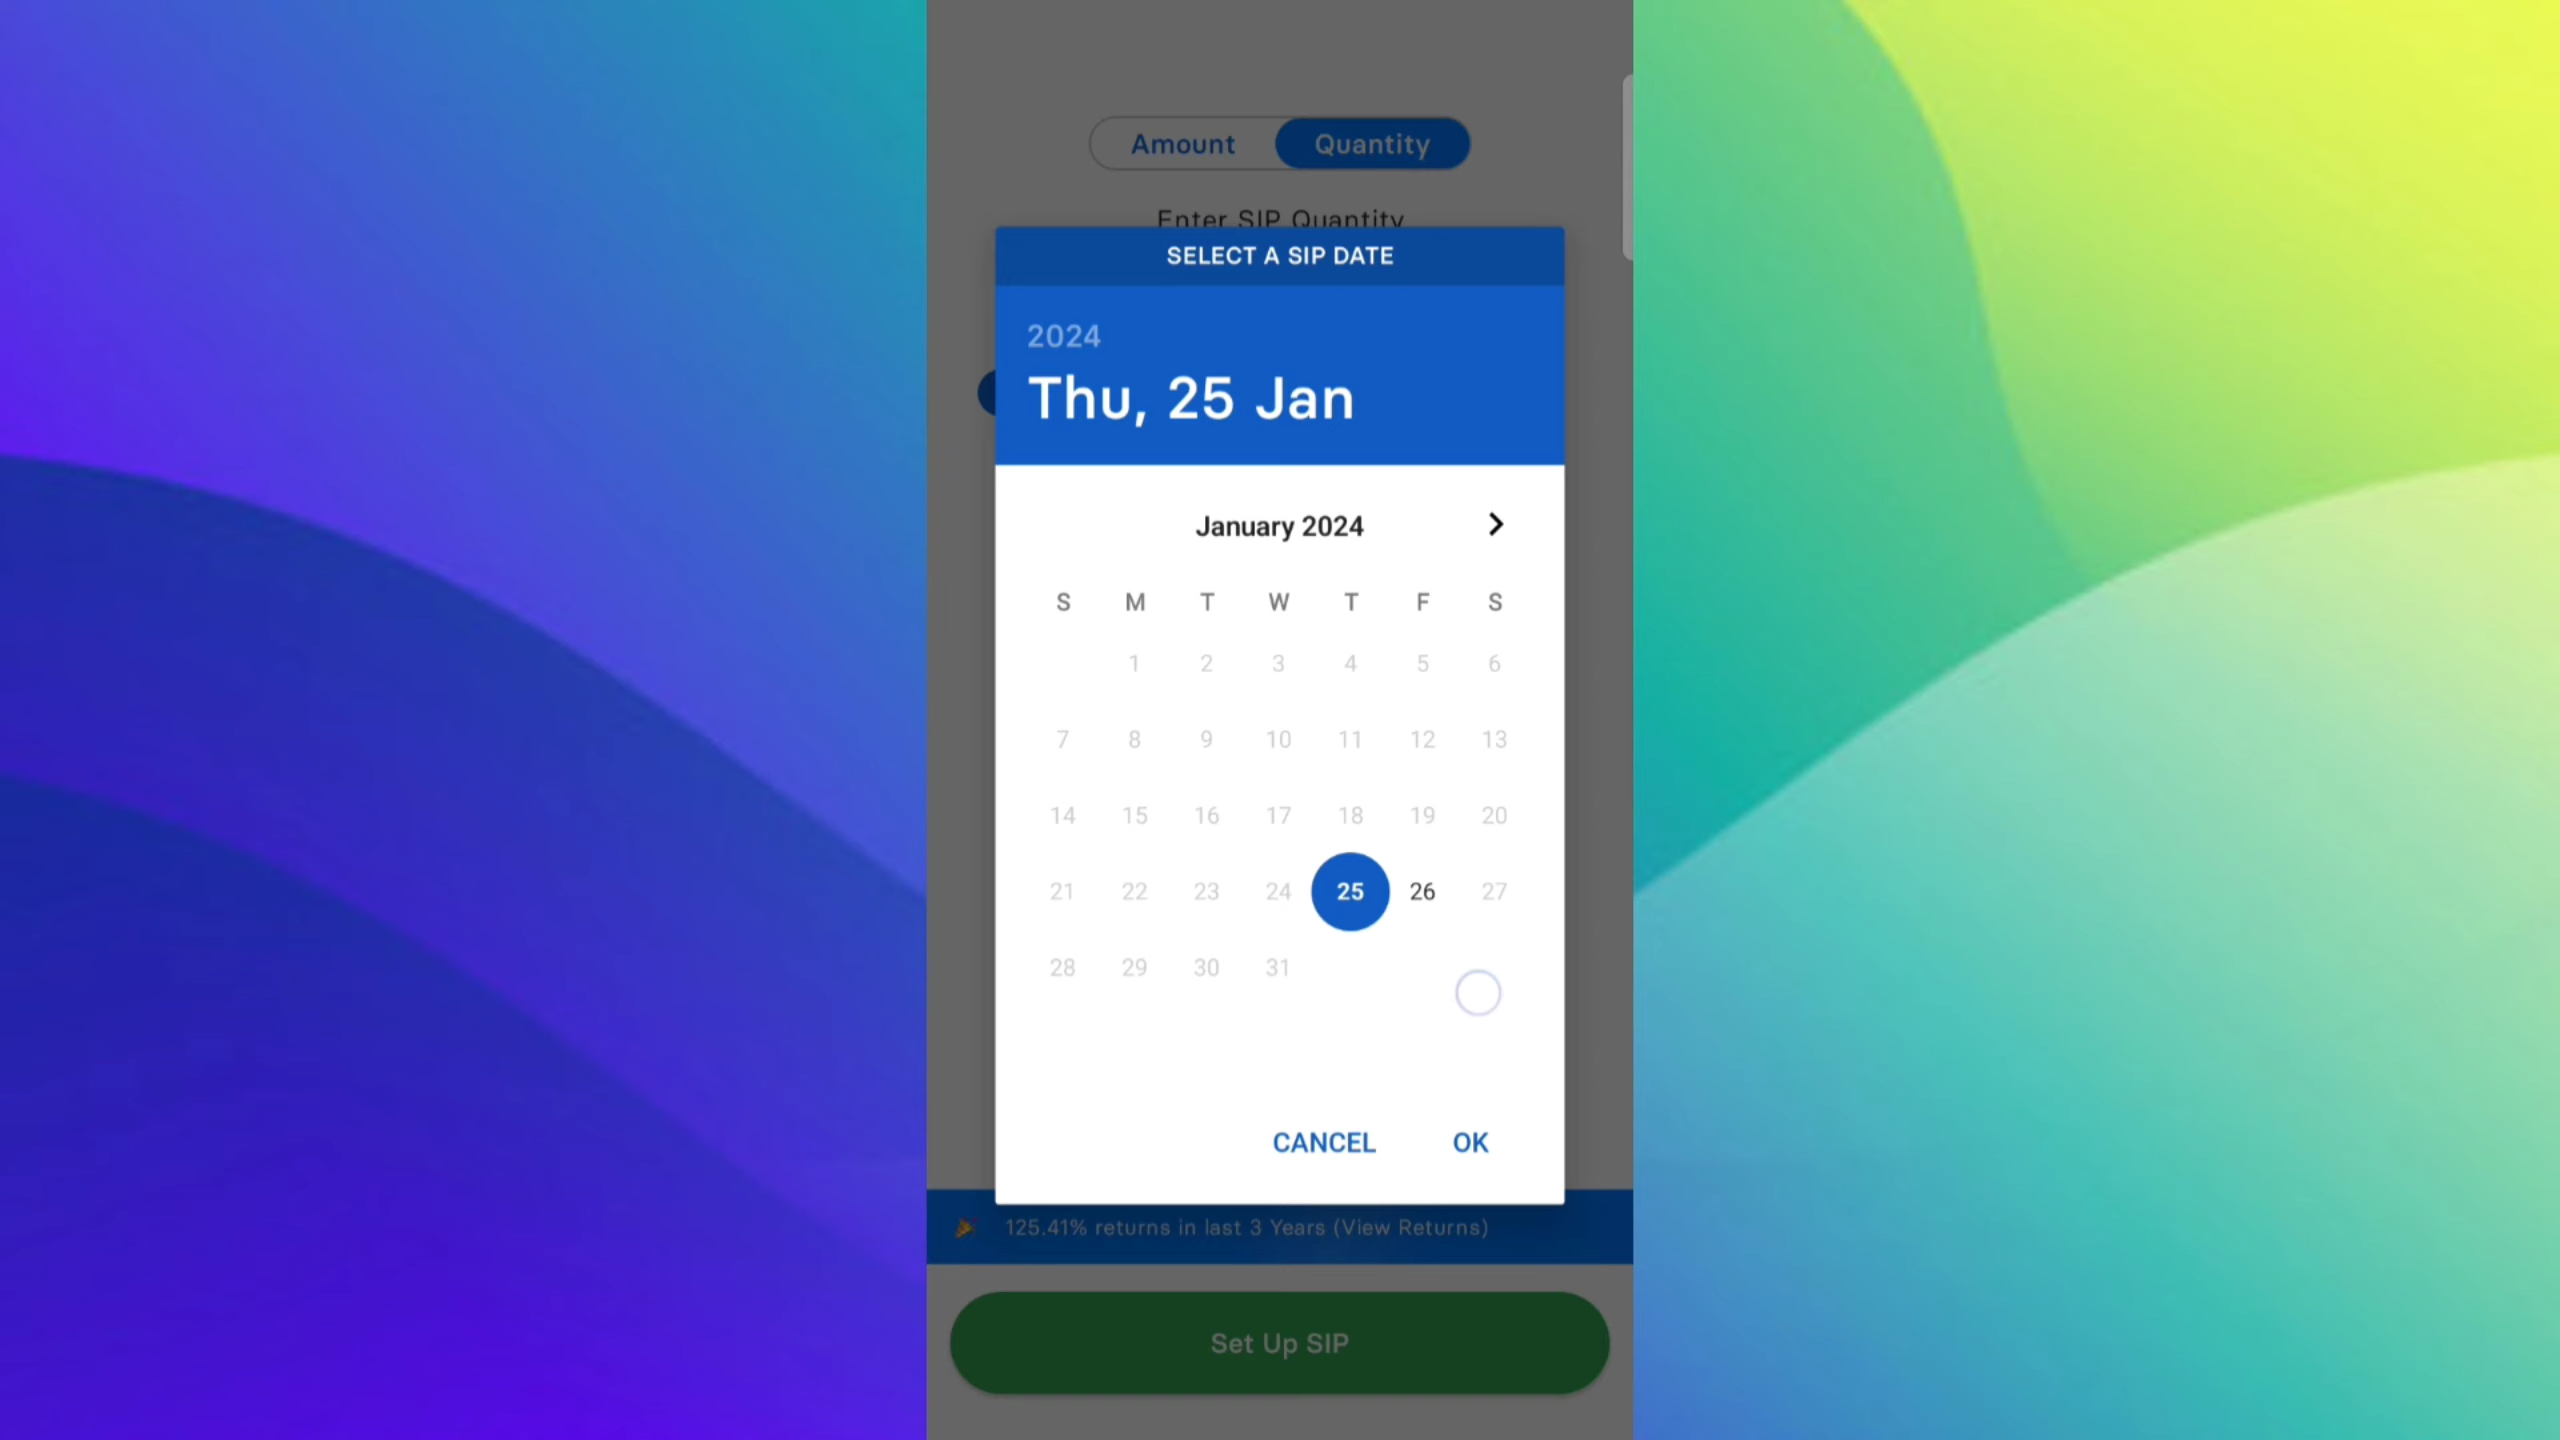 Amount Quantity
Enter SIP Quantity
SELECT A SIP DATE
2024
Thu, 25 Jan
January 2024
S M T W T F S
1 2 3 4 5 6
7 8 9 10 11 12 13
14 15 16 17 18 19 20
21 22 23 24 25 26 27
28 29 30 31
CANCEL OK
125.41% returns in last 3 Years (View Returns)
Set Up SIP